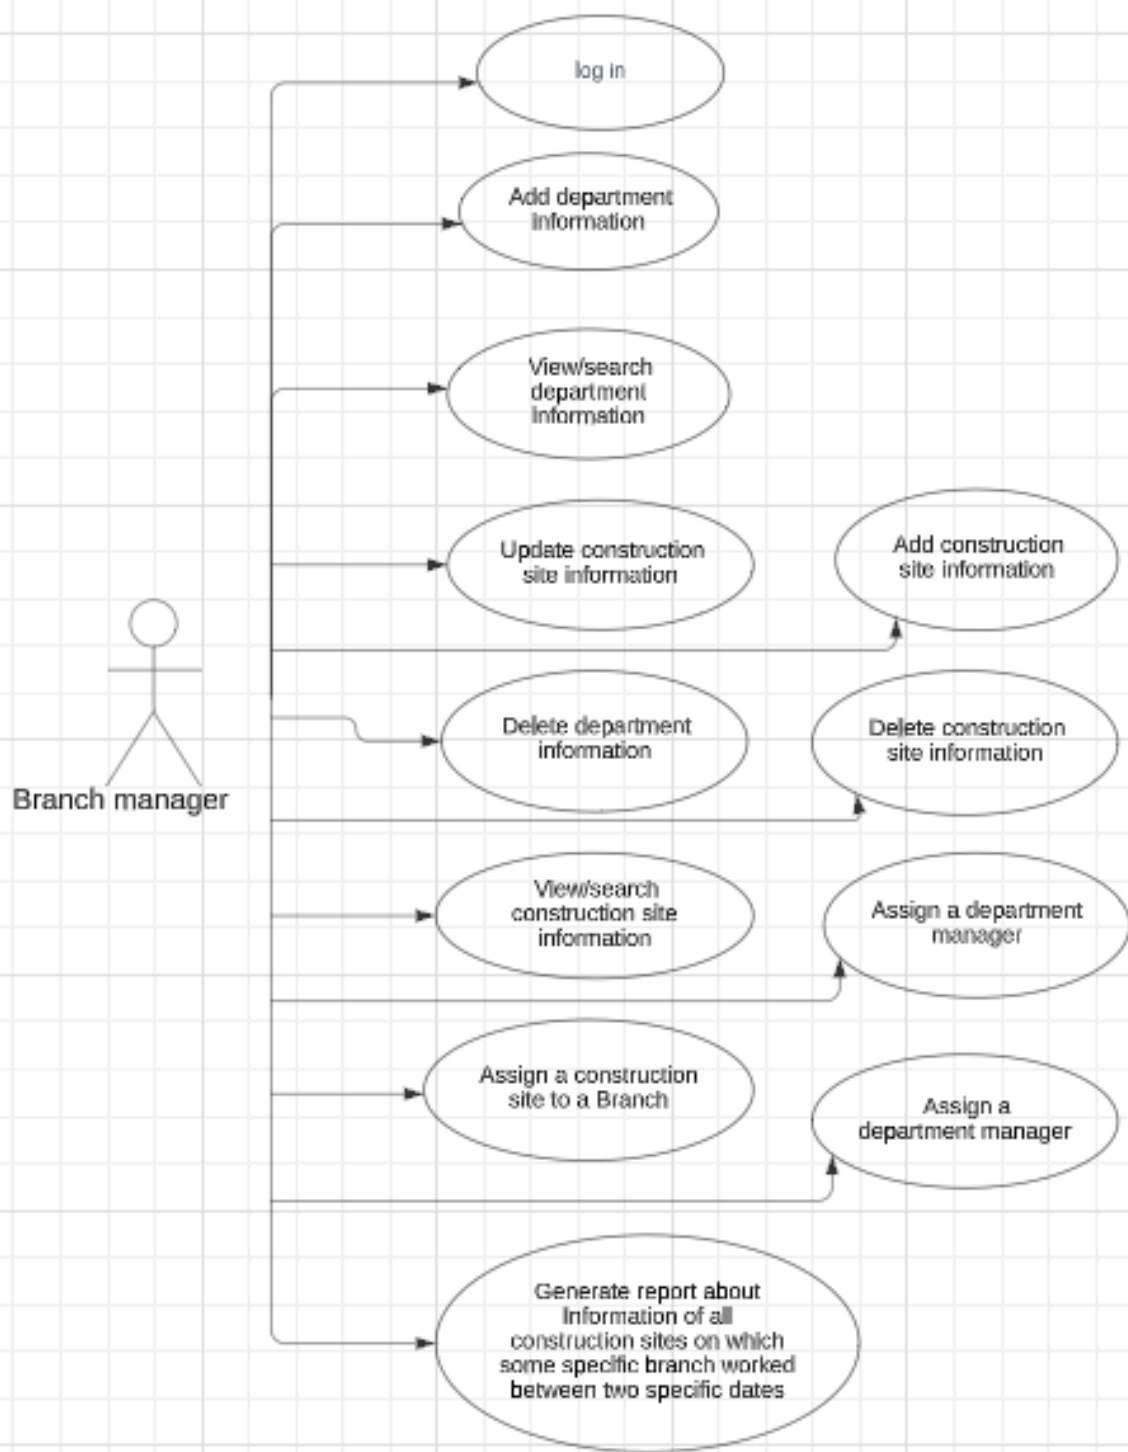 log in
Add department
Information
View/search
department
Information
Update construction
site information
Add construction
site information
Delete department
information
Delete construction
site information
Branch manager
View/search
construction site
information
Assign a department
manager
Assign a construction
site to a Branch
Assign a
department manager
Generate report about
Information of all
construction sites on which
some specific branch worked
between two specific dates